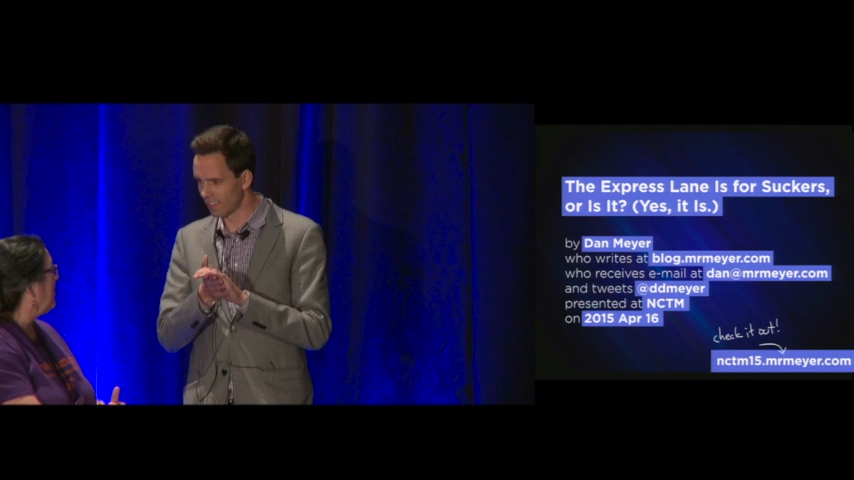 The Express Lane Is for Suckers,
or Is It? (Yes, it Is.)
by Dan Meyer
who writes at blog.mrmeyer.com
who receives e-mail at dan@mrmeyer.com
and tweets @ddmeyer
presented at NCTM
on 2015 Apr 16
check it out!
nctm15.mrmeyer.com